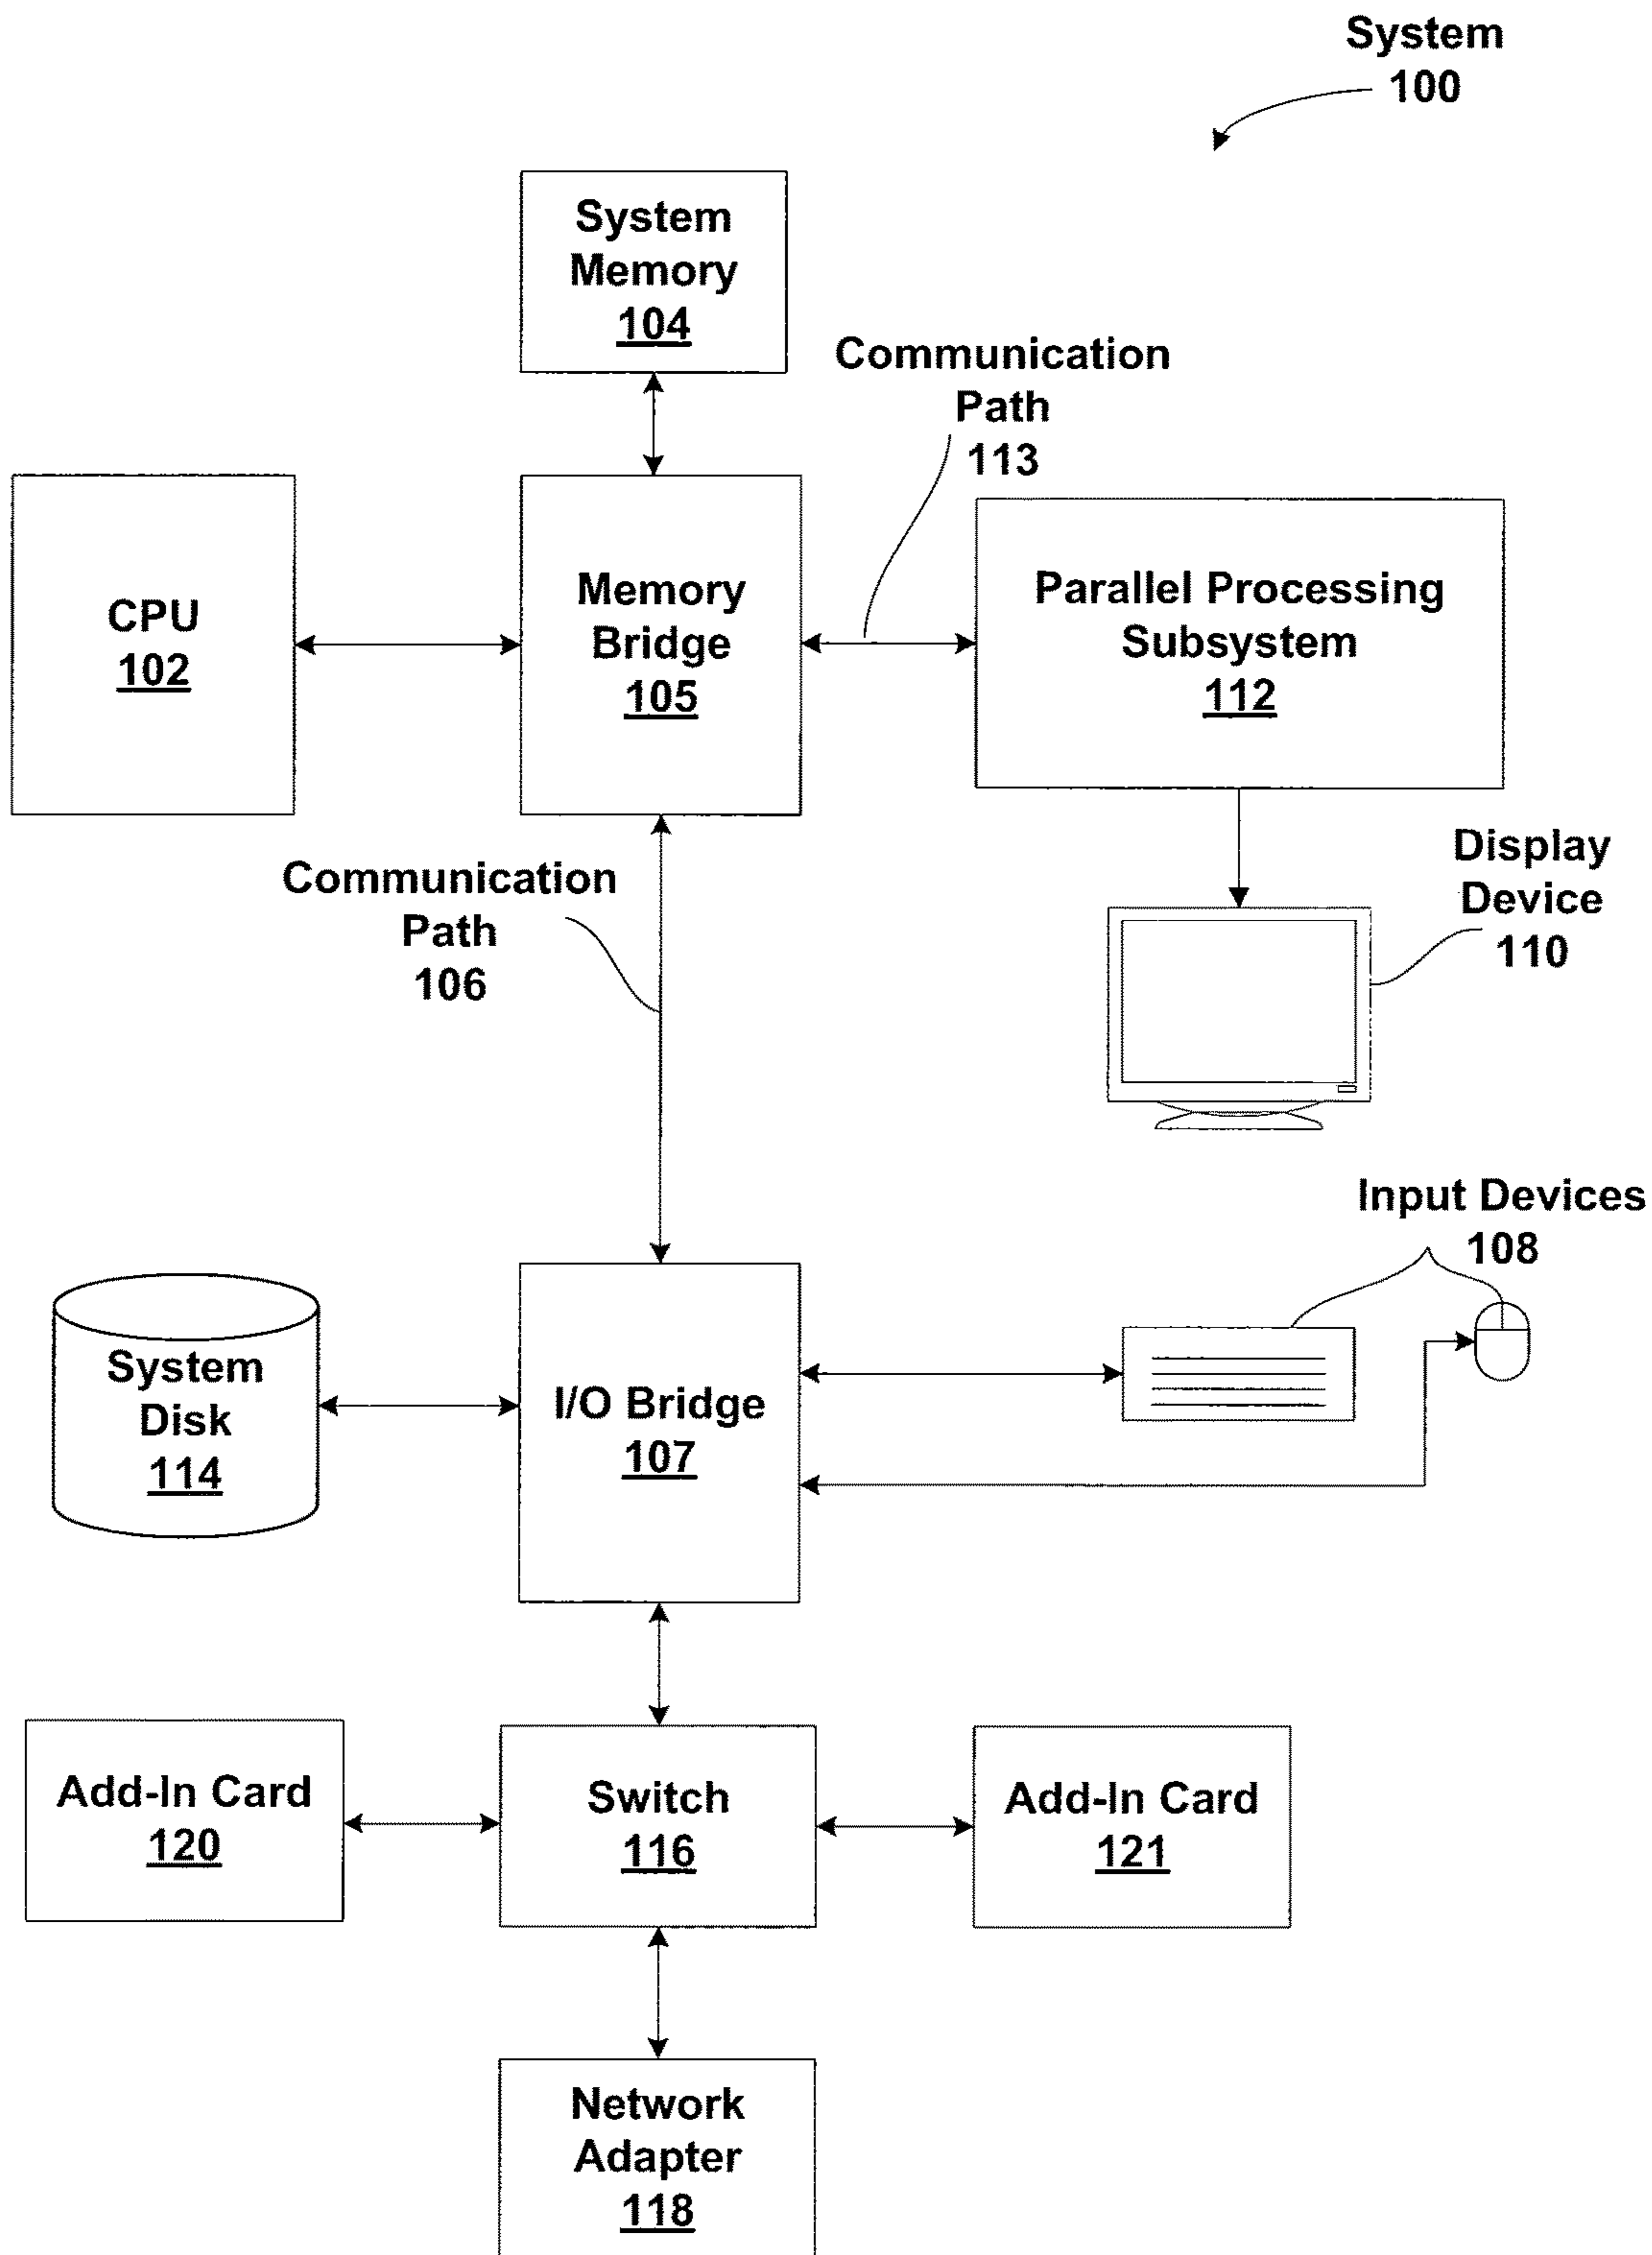 System
100
System
Memory
104
Communication
Path
113
CPU
102
Memory
Bridge
105
Parallel Processing
Subsystem
112
Communication
Path
106
Display
Device
110
Input Devices
108
System
Disk
114
I/O Bridge
107
Add-In Card
120
Switch
116
Add-In Card
121
Network
Adapter
118